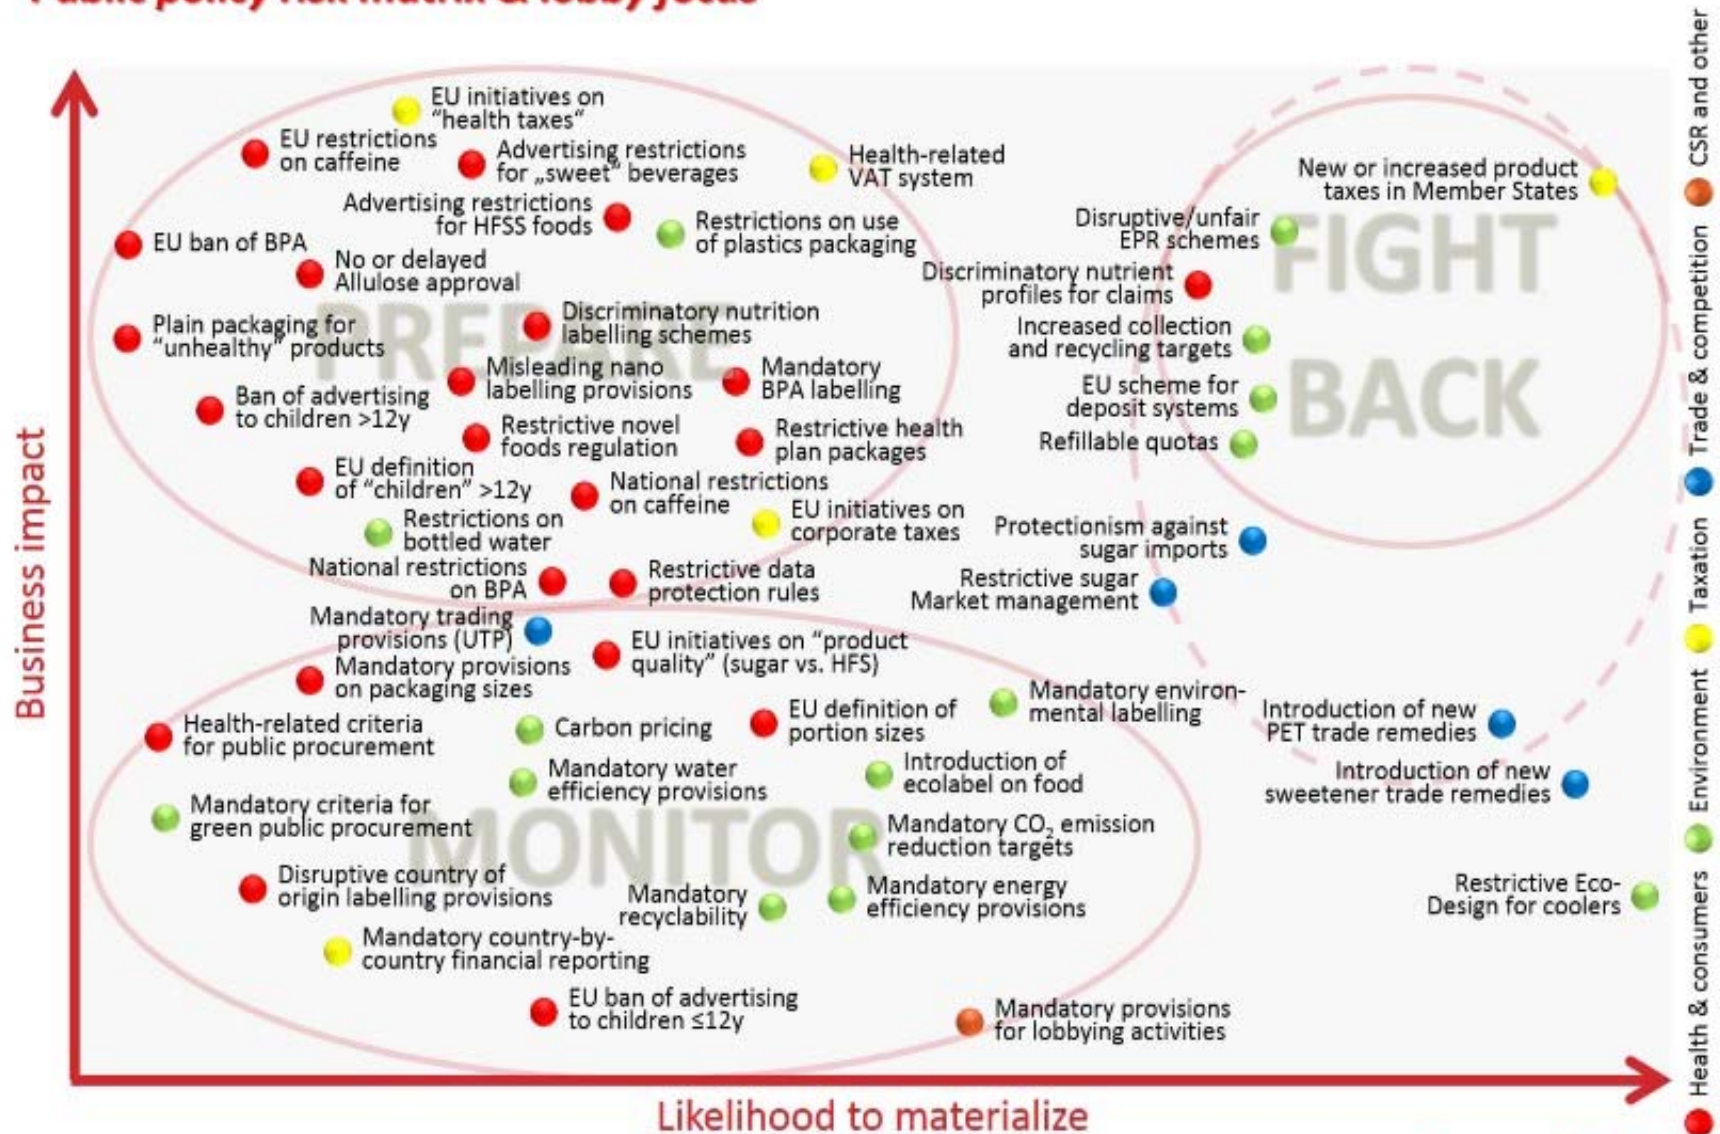 Public policy risk matrix & lobby focus
EU initiatives on
“health taxes“
EU restrictions
on caffeine
Advertising restrictions
for „sweet“ beverages
Health-related
VAT system
New or increased product
taxes in Member States
Advertising restrictions
for HFSS foods
Restrictions on use
of plastics packaging
Disruptive/unfair
EPR schemes
EU ban of BPA
No or delayed
Allulose approval
Discriminatory nutrient
profiles for claims
FIGHT
BACK
PREPARE
Plain packaging for
“unhealthy” products
Discriminatory nutrition
labelling schemes
Increased collection
and recycling targets
Misleading nano
labelling provisions
Mandatory
BPA labelling
EU scheme for
deposit systems
Ban of advertising
to children >12y
Restrictive novel
foods regulation
Restrictive health
plan packages
Refillable quotas
EU definition
of “children” >12y
National restrictions
on caffeine
Restrictions on
bottled water
EU initiatives on
corporate taxes
Protectionism against
sugar imports
National restrictions
on BPA
Restrictive data
protection rules
Restrictive sugar
Market management
Mandatory trading
provisions (UTP)
EU initiatives on “product
quality” (sugar vs. HFS)
Mandatory provisions
on packaging sizes
Mandatory environ-
mental labelling
Health-related criteria
for public procurement
Carbon pricing
EU definition of
portion sizes
Introduction of new
PET trade remedies
Mandatory water
efficiency provisions
Introduction of
ecolabel on food
Introduction of new
sweetener trade remedies
Mandatory criteria for
green public procurement
MONITOR
Mandatory CO₂ emission
reduction targets
Disruptive country of
origin labelling provisions
Mandatory
recyclability
Mandatory energy
efficiency provisions
Restrictive Eco-
Design for coolers
Mandatory country-by-
country financial reporting
EU ban of advertising
to children ≤12y
Mandatory provisions
for lobbying activities
Business impact
Likelihood to materialize
Health & consumers
Environment
Taxation
Trade & competition
CSR and other